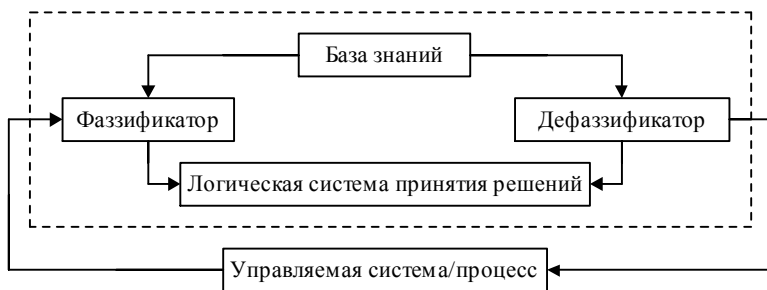 База знаний
Фаззификатор
Дефаззификатор
Логическая система принятия решений
Управляемая система/процесс